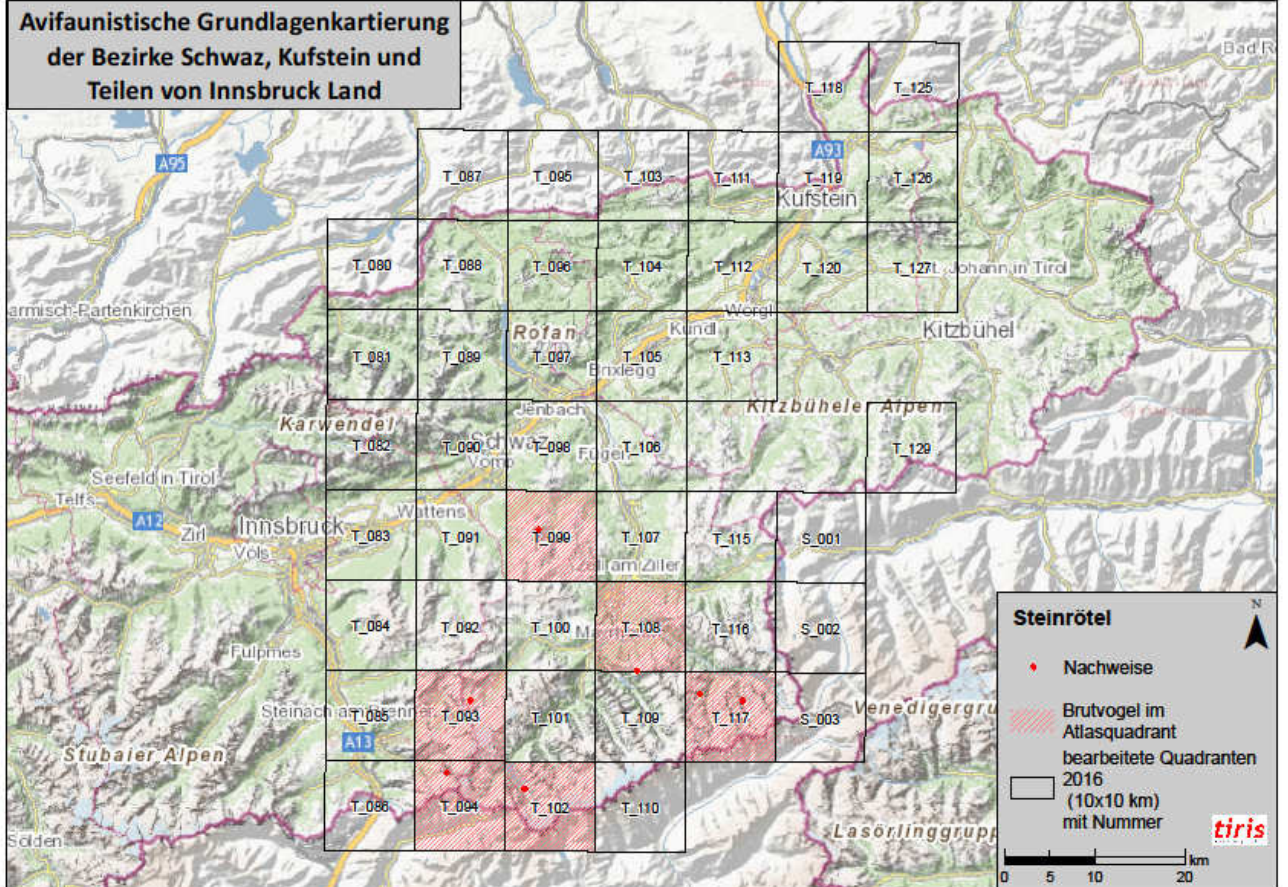 Avifaunistische Grundlagenkartierung
der Bezirke Schwaz, Kufstein und
Teilen von Innsbruck Land
Bad R
T_118
T_125
A95
A93
T_087
T_095
T_103
T_111
T_119
T_126
Kufstein
T_080
T_088
T_096
T_104
T_112
T_120
T_127
t. Johann in Tirol
armisch-Partenkirchen
Wörgl
Rofan
Kundl
Kitzbühel
T_081
T_089
T_097
T_105
T_113
Brixlegg
Jenbach
Kitzbüheler Alpen
Karwendel
T_082
T_090
Schwaz
T_098
T_106
T_129
Vomp
Fügen
Seefeld in Tirol
Telfs
A12
Zirl
Innsbruck
Völs
Wattens
T_083
T_091
T_099
T_107
T_115
S_001
Zell am Ziller
T_084
T_092
T_100
T_108
T_116
S_002
Fulpmes
Steinach am Brenner
T_085
T_093
T_101
T_109
T_117
S_003
Venedigergru
A13
Stubaier Alpen
T_086
T_094
T_102
T_110
Sölden
Lasörlinggrupp
Steinrötel
N
Nachweise
Brutvogel im
Atlasquadrant
bearbeitete Quadranten
2016
(10x10 km)
mit Nummer
tiris
km
0 5 10 20